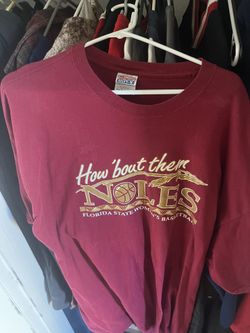 How 'bout them
NOLES
FLORIDA STATE WOMEN'S BASKETBALL